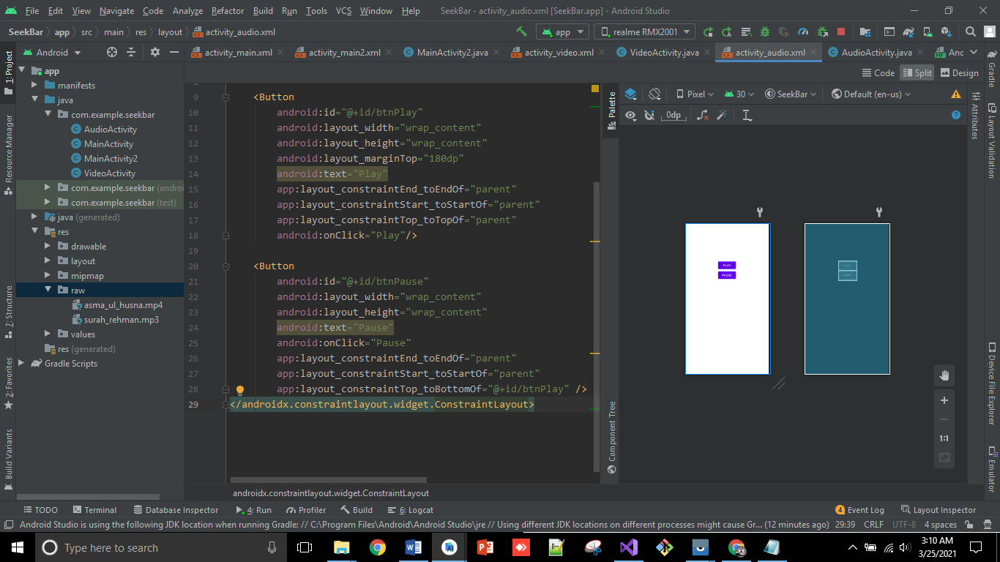 File Edit View Navigate Code Analyze Refactor Build Run Tools VCS Window Help SeekBar - activity_audio.xml [SeekBar.app] - Android Studio
SeekBar app src main res layout activity_audio.xml app realme RMX2001
1: Project
Resource Manager
7: Structure
2: Favorites
Build Variants
Android
app
manifests
java
com.example.seekbar
AudioActivity
MainActivity
MainActivity2
VideoActivity
com.example.seekbar (andro
com.example.seekbar (test)
java (generated)
res
drawable
layout
mipmap
raw
asma_ul_husna.mp4
surah_rehman.mp3
values
res (generated)
Gradle Scripts
activity_main.xml activity_main2.xml MainActivity2.java activity_video.xml VideoActivity.java activity_audio.xml AudioActivity.java Anc
Code Split Design
9 <Button
10 android:id="@+id/btnPlay"
11 android:layout_width="wrap_content"
12 android:layout_height="wrap_content"
13 android:layout_marginTop="180dp"
14 android:text="Play"
15 app:layout_constraintEnd_toEndOf="parent"
16 app:layout_constraintStart_toStartOf="parent"
17 app:layout_constraintTop_toTopOf="parent"
18 android:onClick="Play"/>
19
20 <Button
21 android:id="@+id/btnPause"
22 android:layout_width="wrap_content"
23 android:layout_height="wrap_content"
24 android:text="Pause"
25 android:onClick="Pause"
26 app:layout_constraintEnd_toEndOf="parent"
27 app:layout_constraintStart_toStartOf="parent"
28 app:layout_constraintTop_toBottomOf="@+id/btnPlay" />
29 </androidx.constraintlayout.widget.ConstraintLayout>
androidx.constraintlayout.widget.ConstraintLayout
Palette
Component Tree
Pixel 30 SeekBar Default (en-us)
0dp
PLAY
PAUSE
1:1
Attributes
Gradle
Layout Validation
Device File Explorer
Emulator
TODO Terminal Database Inspector 4: Run Profiler Build 6: Logcat 4 Event Log Layout Inspector
Android Studio is using the following JDK location when running Gradle: // C:\Program Files\Android\Android Studio\jre // Using different JDK locations on different processes might cause Gr... (12 minutes ago) 29:39 CRLF UTF-8 4 spaces
Type here to search
3:10 AM
3/25/2021